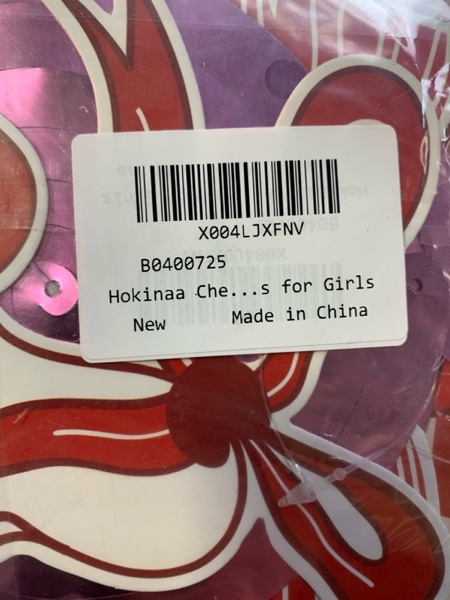 X004LJXFNV
B0400725
Hokinaa Che...s for Girls
New Made in China